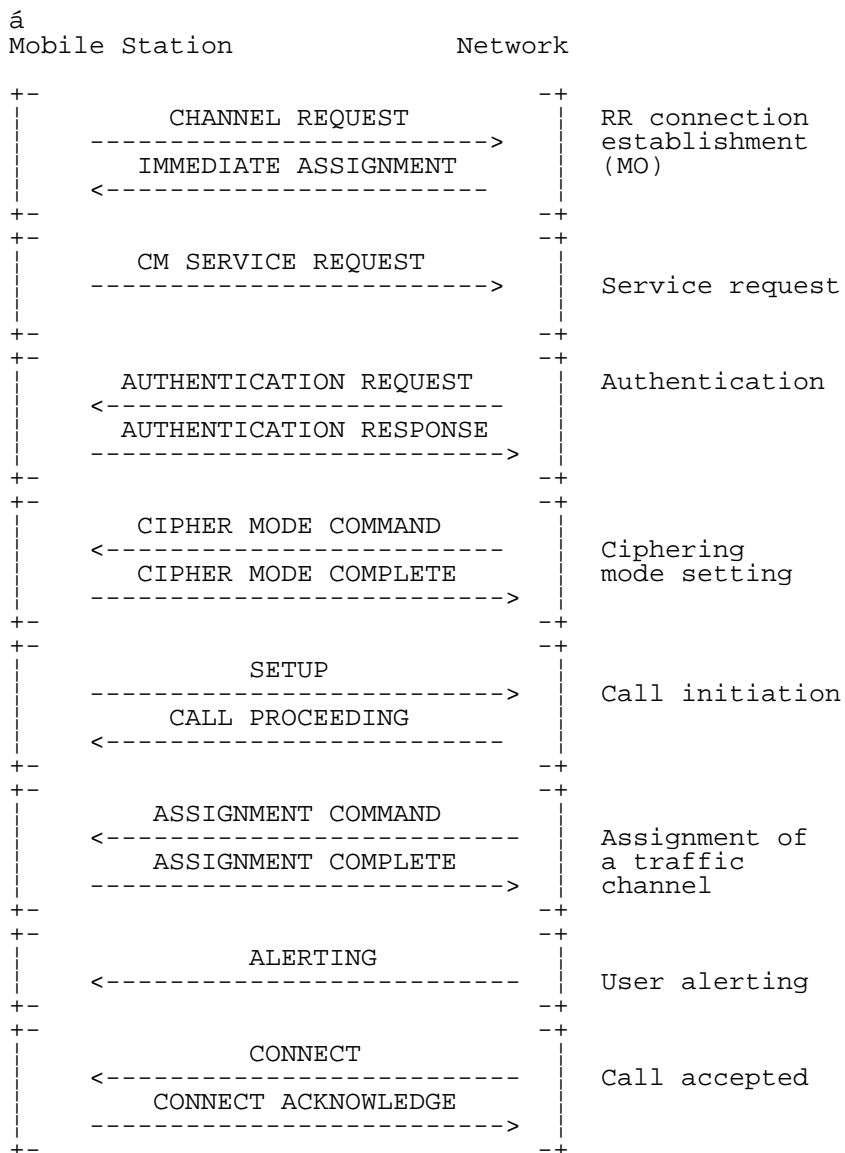 á
Mobile Station Network
CHANNEL REQUEST RR connection
establishment
IMMEDIATE ASSIGNMENT (MO)
CM SERVICE REQUEST
Service request
AUTHENTICATION REQUEST Authentication
AUTHENTICATION RESPONSE
CIPHER MODE COMMAND
Ciphering
CIPHER MODE COMPLETE mode setting
SETUP
Call initiation
CALL PROCEEDING
ASSIGNMENT COMMAND
Assignment of
ASSIGNMENT COMPLETE a traffic
channel
ALERTING
User alerting
CONNECT
Call accepted
CONNECT ACKNOWLEDGE